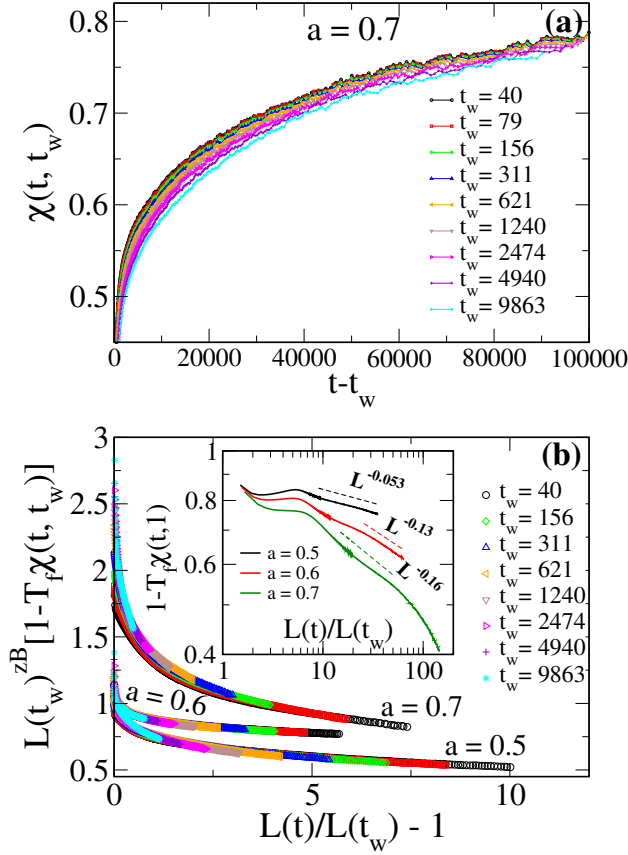 (a)
a = 0.7
0.8
0.7
0.6
0.5
χ(t, t_w)
t_w = 40
t_w = 79
t_w = 156
t_w = 311
t_w = 621
t_w = 1240
t_w = 2474
t_w = 4940
t_w = 9863
0 20000 40000 60000 80000 100000
t-t_w
(b)
3
2.5
2
1.5
1
0.5
L(t_w)^zB [1-T_f χ(t, t_w)]
1
0.8
0.6
0.4
1-T_f χ(t,1)
L^-0.053
L^-0.13
L^-0.16
a = 0.5
a = 0.6
a = 0.7
L(t)/L(t_w)
1 10 100
t_w = 40
t_w = 156
t_w = 311
t_w = 621
t_w = 1240
t_w = 2474
t_w = 4940
t_w = 9863
a = 0.6
a = 0.7
a = 0.5
0 5 10
L(t)/L(t_w) - 1